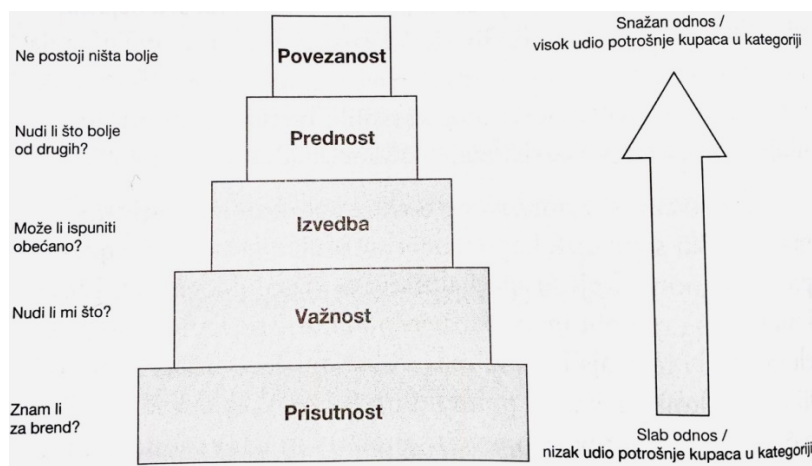 Snažan odnos /
visok udio potrošnje kupaca u kategoriji
Ne postoji ništa bolje
Povezanost
Nudi li što bolje
od drugih?
Prednost
Može li ispuniti
obećano?
Izvedba
Nudi li mi što?
Važnost
Znam li
za brend?
Prisutnost
Slab odnos /
nizak udio potrošnje kupaca u kategoriji